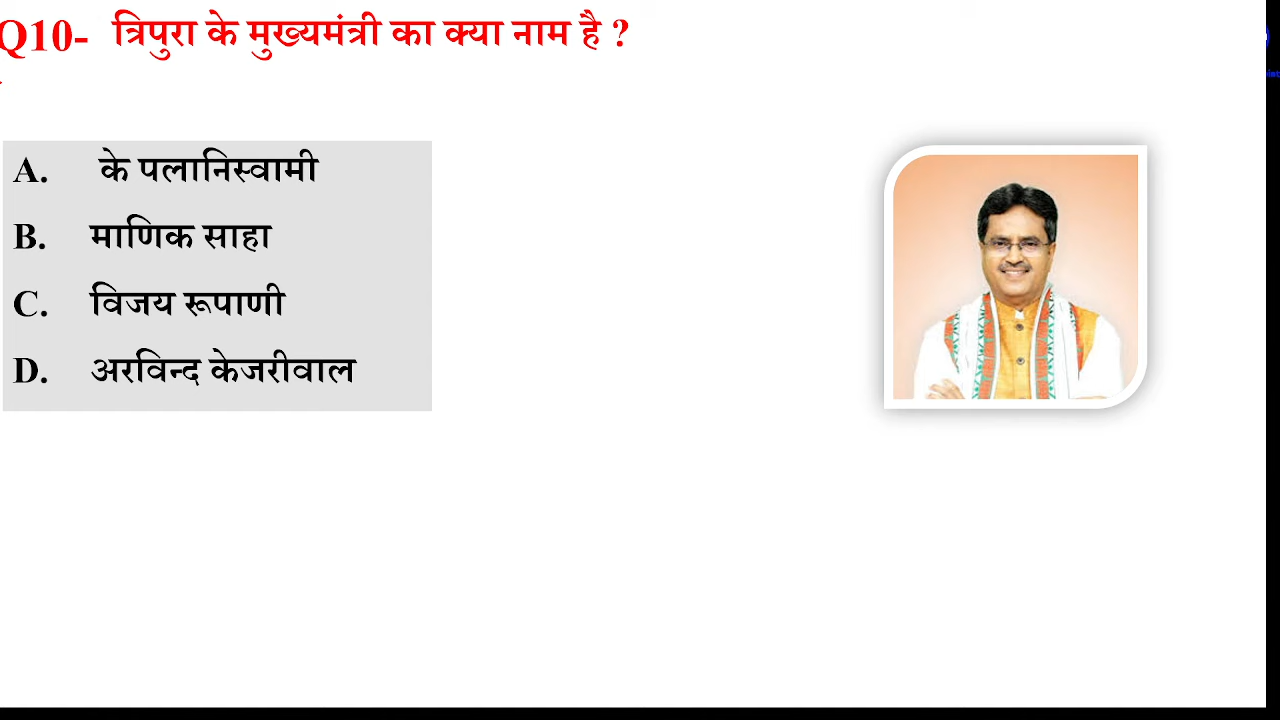 Q10- त्रिपुरा के मुख्यमंत्री का क्या नाम है ?
A. के पलानिस्वामी
B. माणिक साहा
C. विजय रूपाणी
D. अरविन्द केजरीवाल